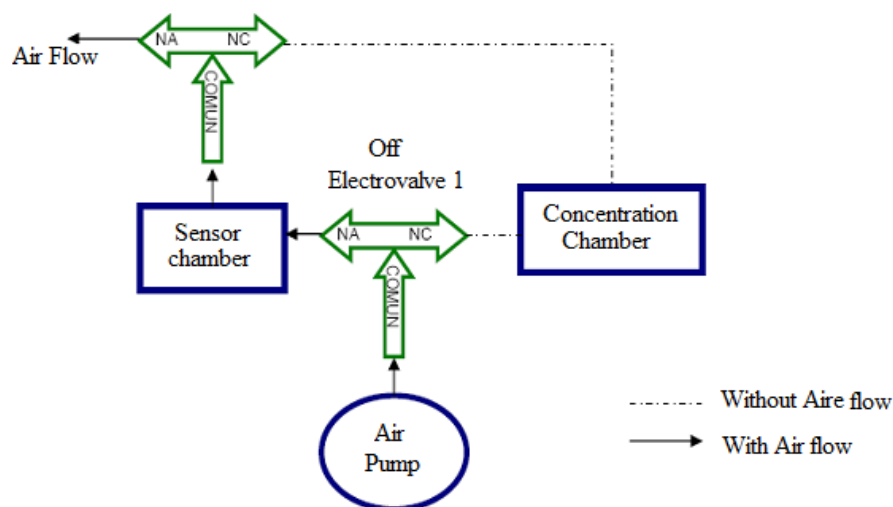 NA NC
Air Flow
COMUN
Off
Electrovalve 1
Sensor
chamber
NA NC
Concentration
Chamber
COMUN
Air
Pump
Without Aire flow
With Air flow